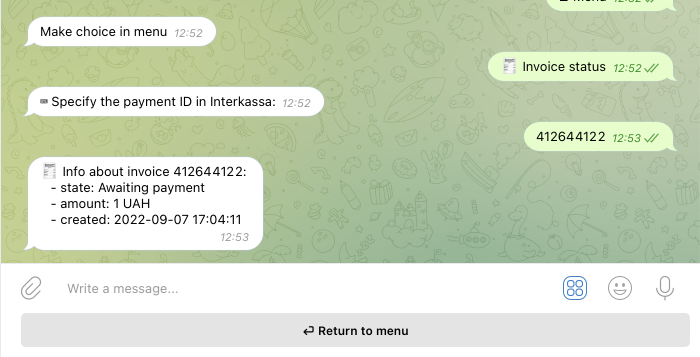 12:52
Make choice in menu 12:52
Invoice status 12:52
Specify the payment ID in Interkassa: 12:52
412644122 12:53
Info about invoice 412644122:
- state: Awaiting payment
- amount: 1 UAH
- created: 2022-09-07 17:04:11
12:53
Write a message...
Return to menu